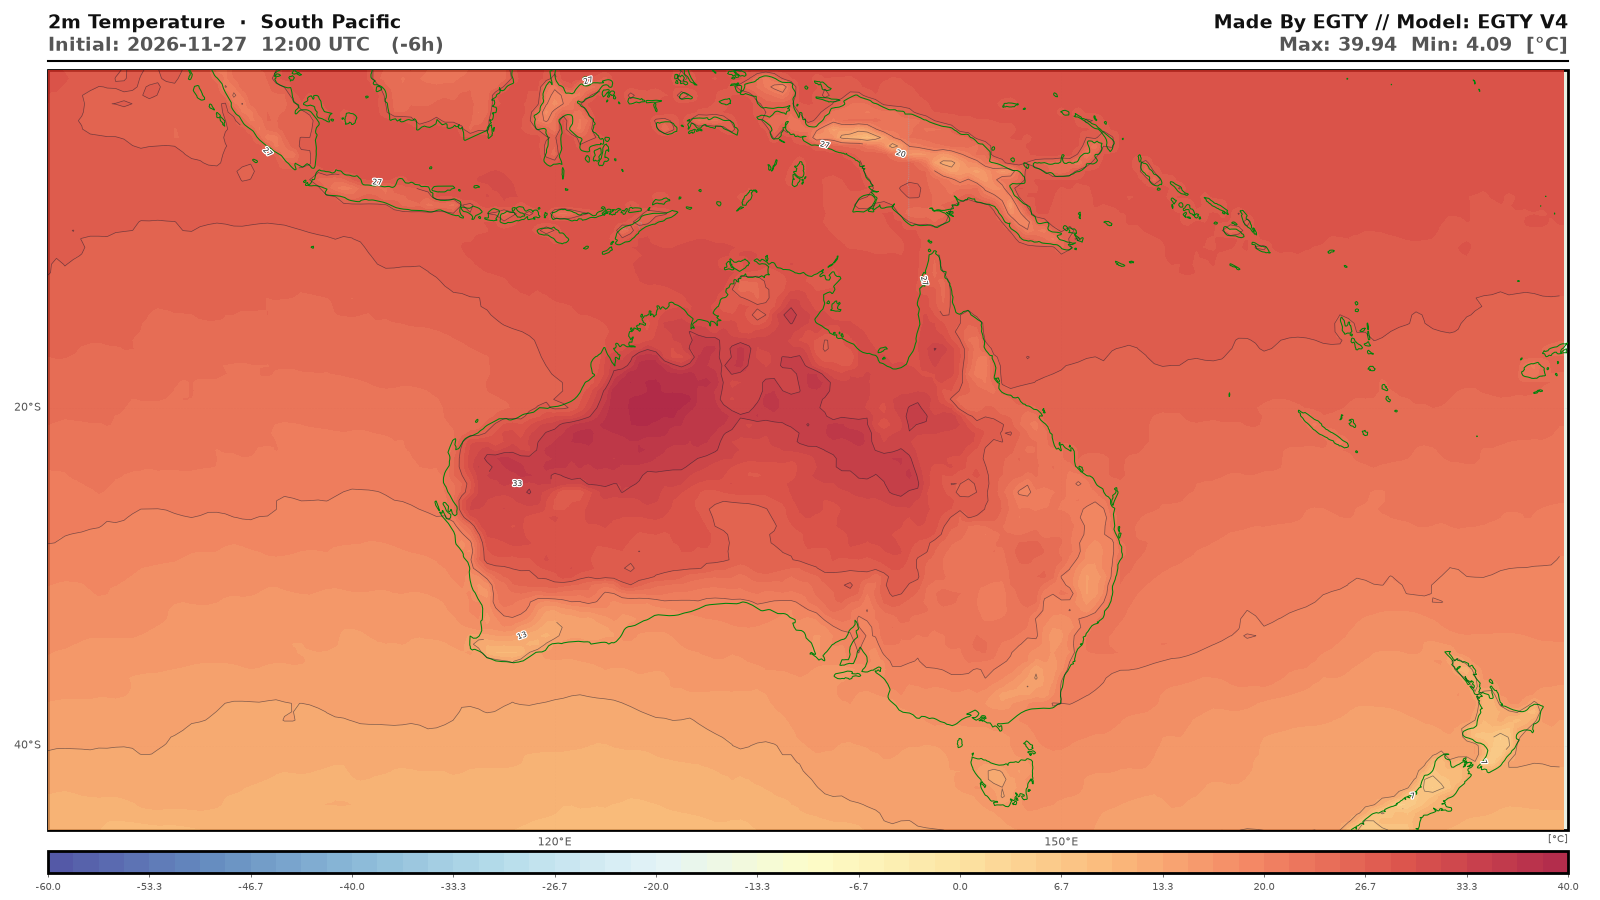 2m Temperature · South Pacific
Made By EGTY // Model: EGTY V4
Initial: 2026-11-27 12:00 UTC (-6h)
Max: 39.94 Min: 4.09 [°C]
27
27
27
27
20
27
33
13
7
7
20°S
40°S
120°E
150°E
[°C]
-60.0
-53.3
-46.7
-40.0
-33.3
-26.7
-20.0
-13.3
-6.7
0.0
6.7
13.3
20.0
26.7
33.3
40.0